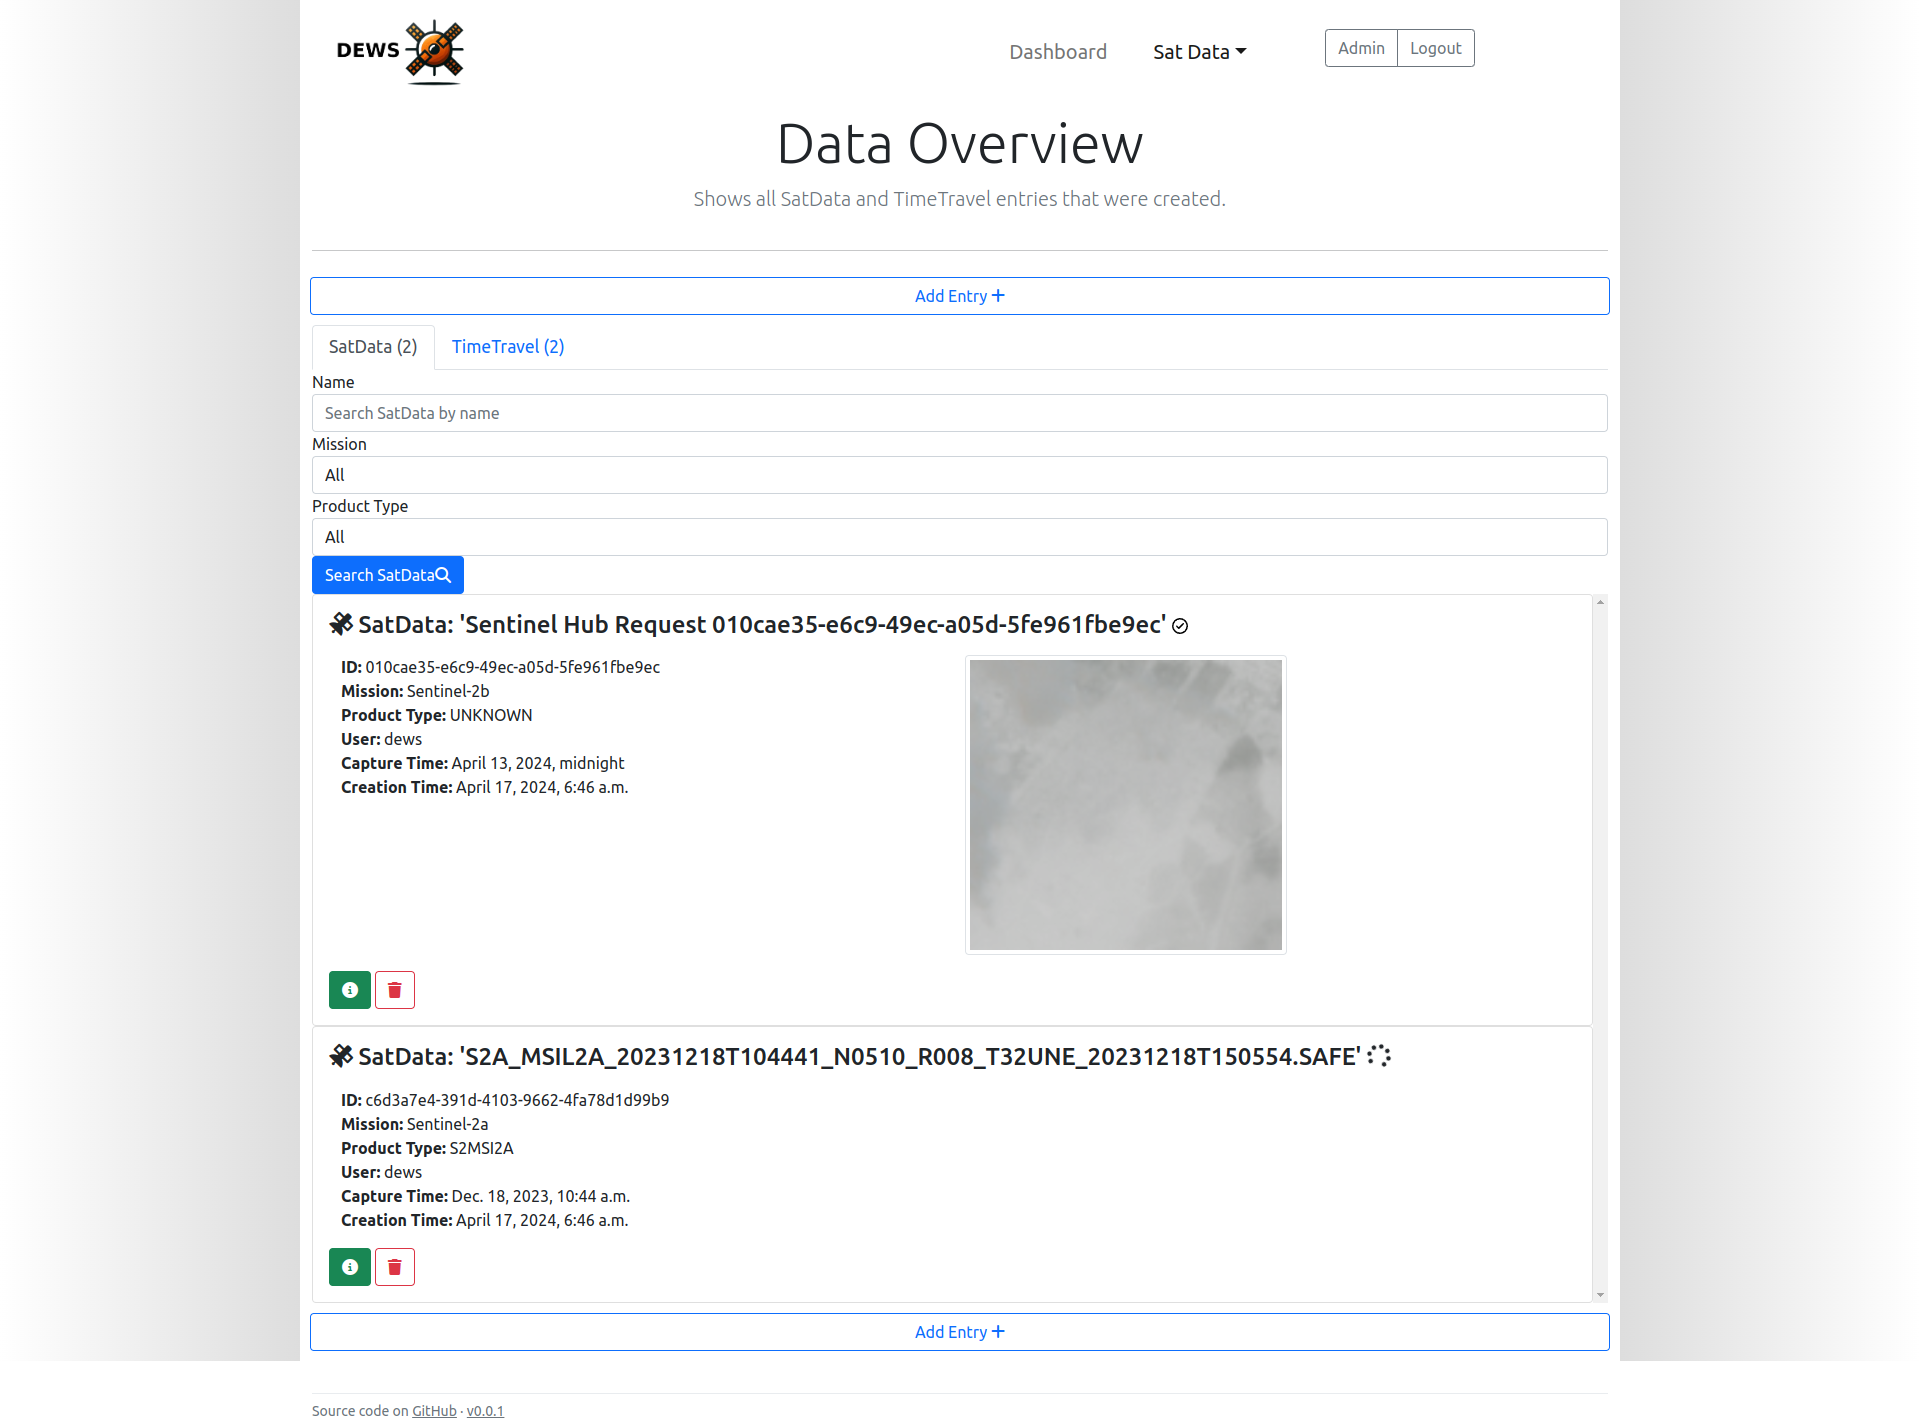 DEWS
Dashboard
Sat Data
Admin
Logout
Data Overview
Shows all SatData and TimeTravel entries that were created.
Add Entry
SatData (2)
TimeTravel (2)
Name
Search SatData by name
Mission
All
Product Type
All
Search SatData
SatData: 'Sentinel Hub Request 010cae35-e6c9-49ec-a05d-5fe961fbe9ec'
ID: 010cae35-e6c9-49ec-a05d-5fe961fbe9ec
Mission: Sentinel-2b
Product Type: UNKNOWN
User: dews
Capture Time: April 13, 2024, midnight
Creation Time: April 17, 2024, 6:46 a.m.
SatData: 'S2A_MSIL2A_20231218T104441_N0510_R008_T32UNE_20231218T150554.SAFE'
ID: c6d3a7e4-391d-4103-9662-4fa78d1d99b9
Mission: Sentinel-2a
Product Type: S2MSI2A
User: dews
Capture Time: Dec. 18, 2023, 10:44 a.m.
Creation Time: April 17, 2024, 6:46 a.m.
Add Entry
Source code on GitHub · v0.0.1